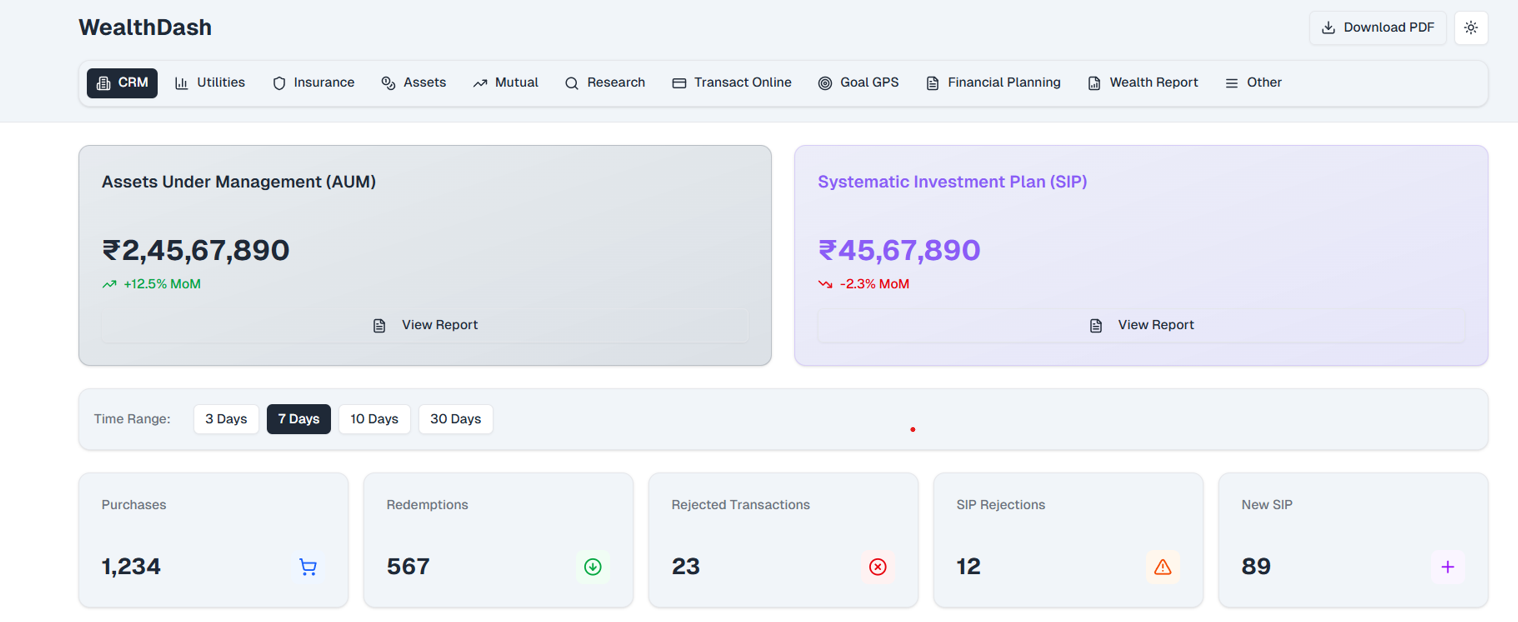 WealthDash
Download PDF
CRM Utilities Insurance Assets Mutual Research Transact Online Goal GPS Financial Planning Wealth Report Other
Assets Under Management (AUM)
₹2,45,67,890
+12.5% MoM
View Report
Systematic Investment Plan (SIP)
₹45,67,890
-2.3% MoM
View Report
Time Range: 3 Days 7 Days 10 Days 30 Days
Purchases
1,234
Redemptions
567
Rejected Transactions
23
SIP Rejections
12
New SIP
89